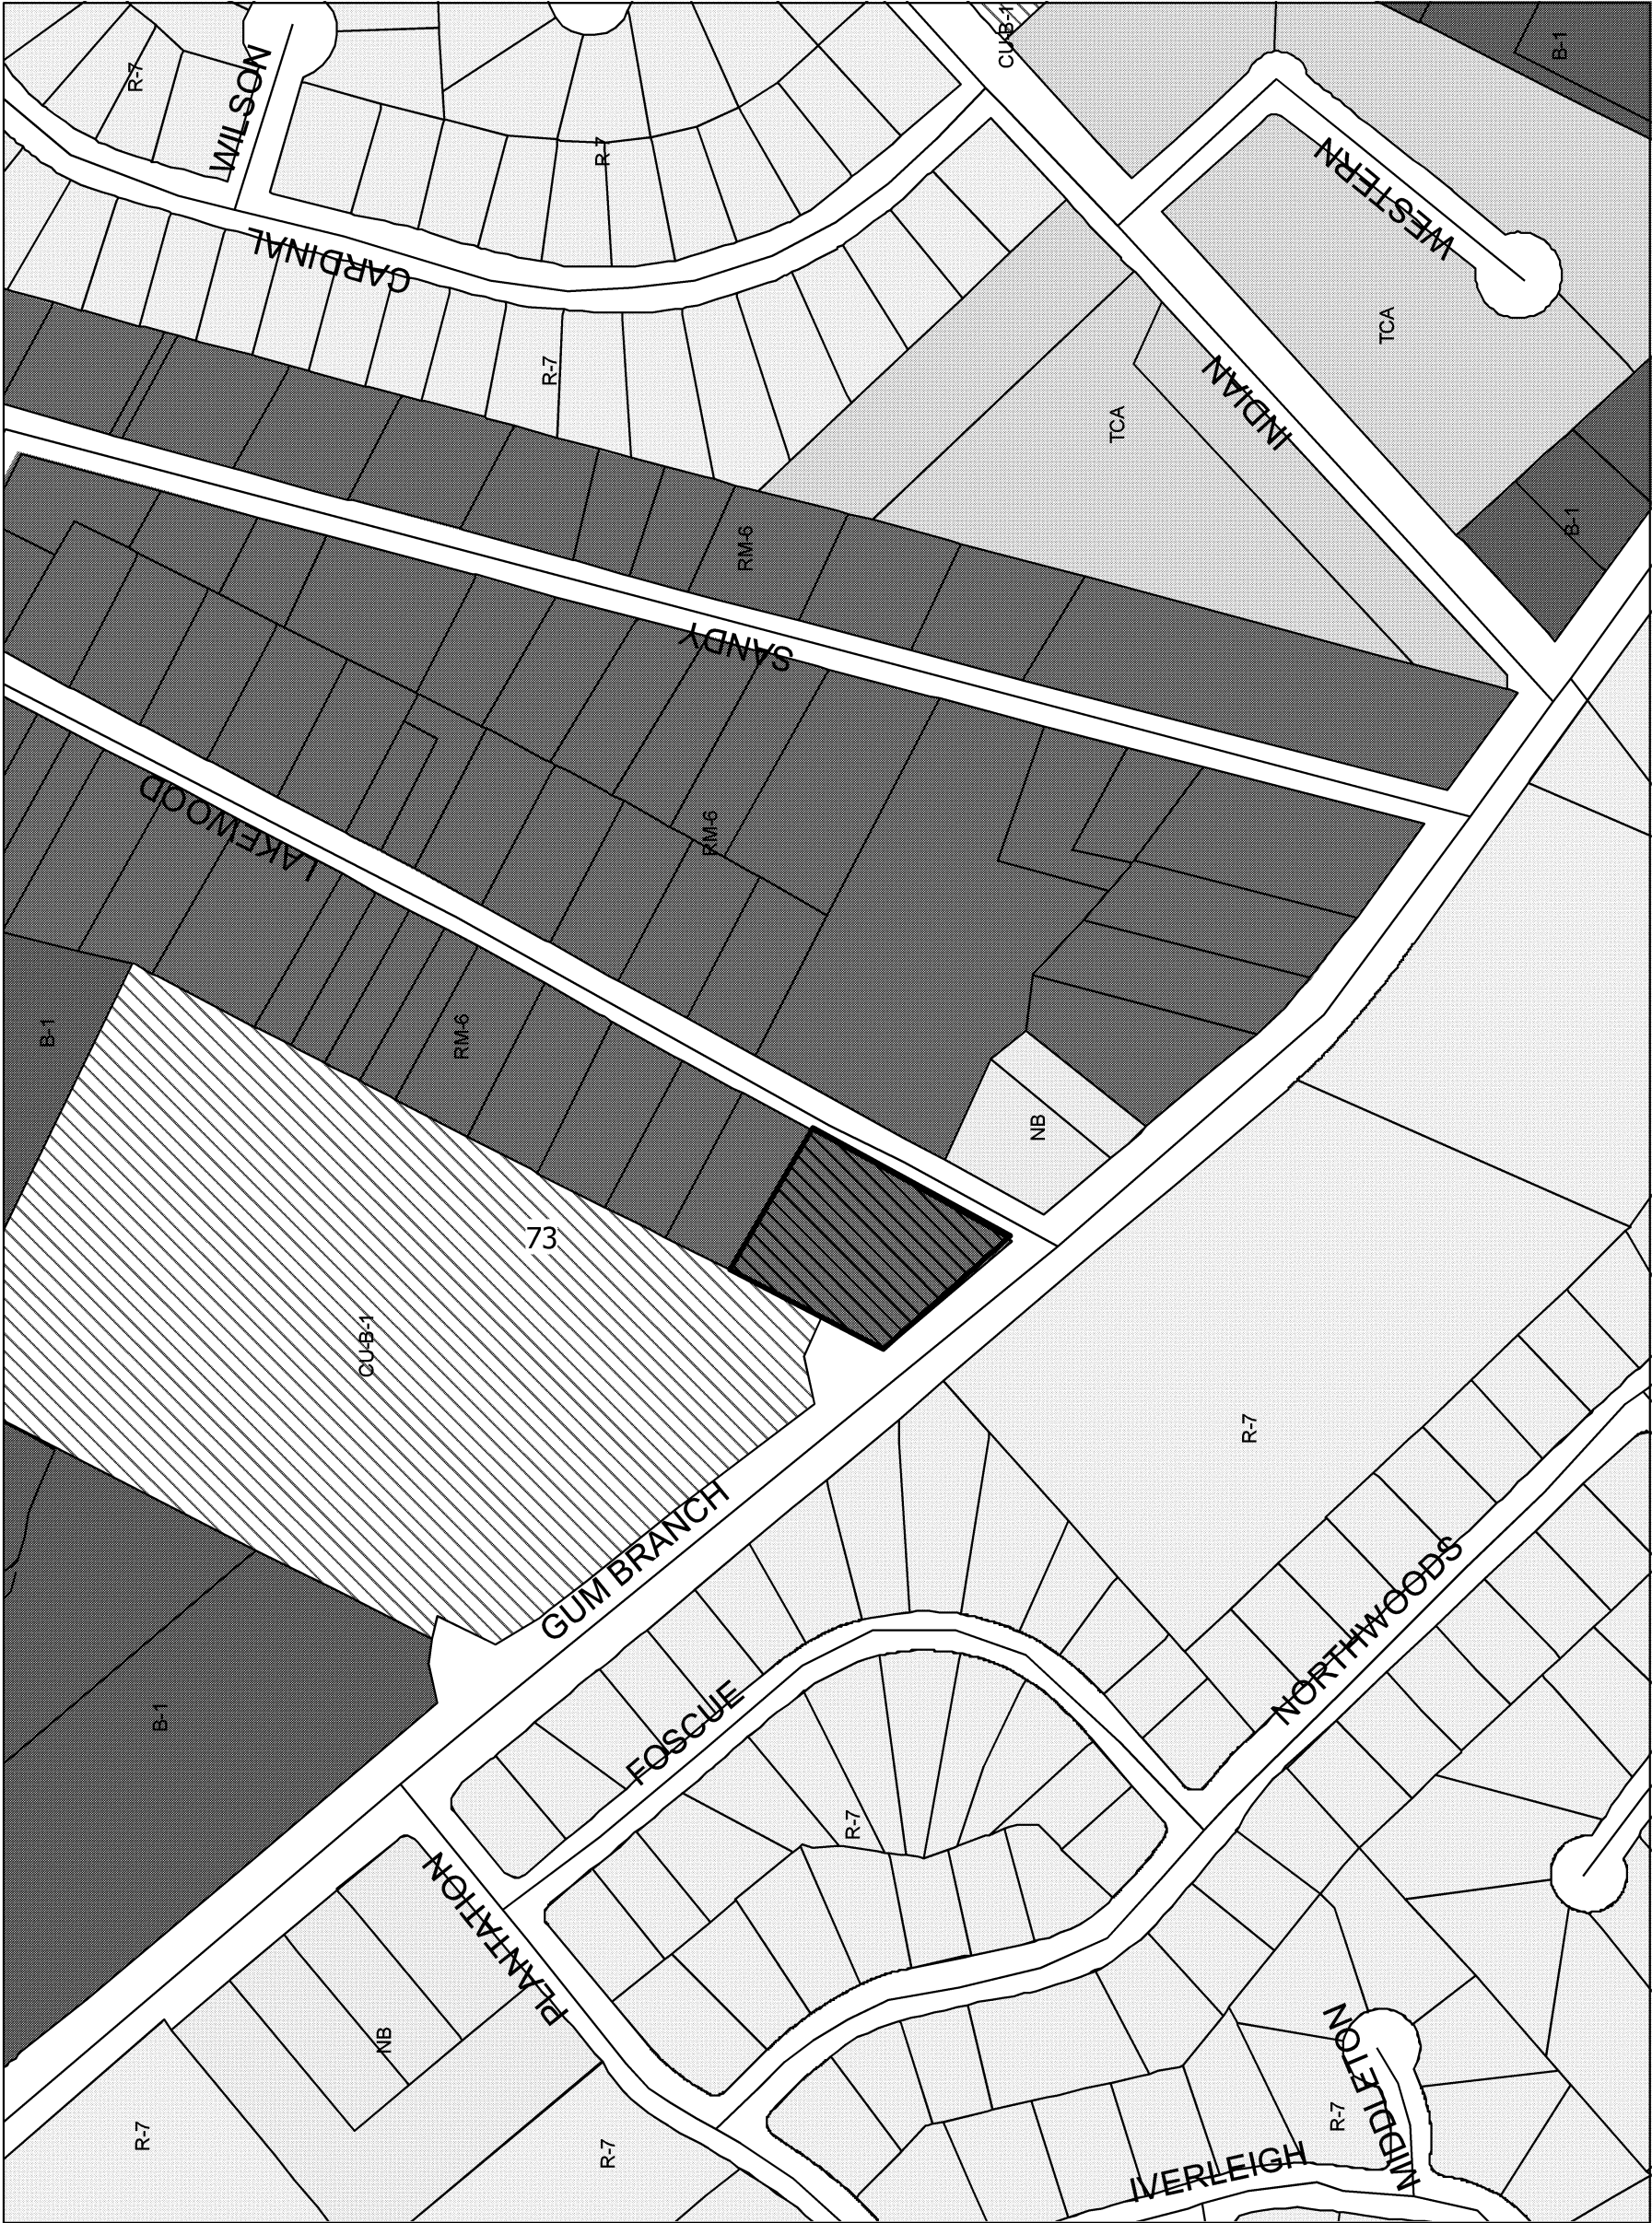 CU-B-1
B-1
R-7
WILSON
R-7
WESTERN
CARDINAL
TCA
R-7
INDIAN
TCA
B-1
RM-6
SANDY
LAKEWOOD
RM-6
B-1
RM-6
NB
73
CU-B-1
R-7
GUM BRANCH
NORTHWOODS
FOSCUE
B-1
R-7
PLANTATION
NB
MIDDLETON
R-7
R-7
R-7
IVERLEIGH